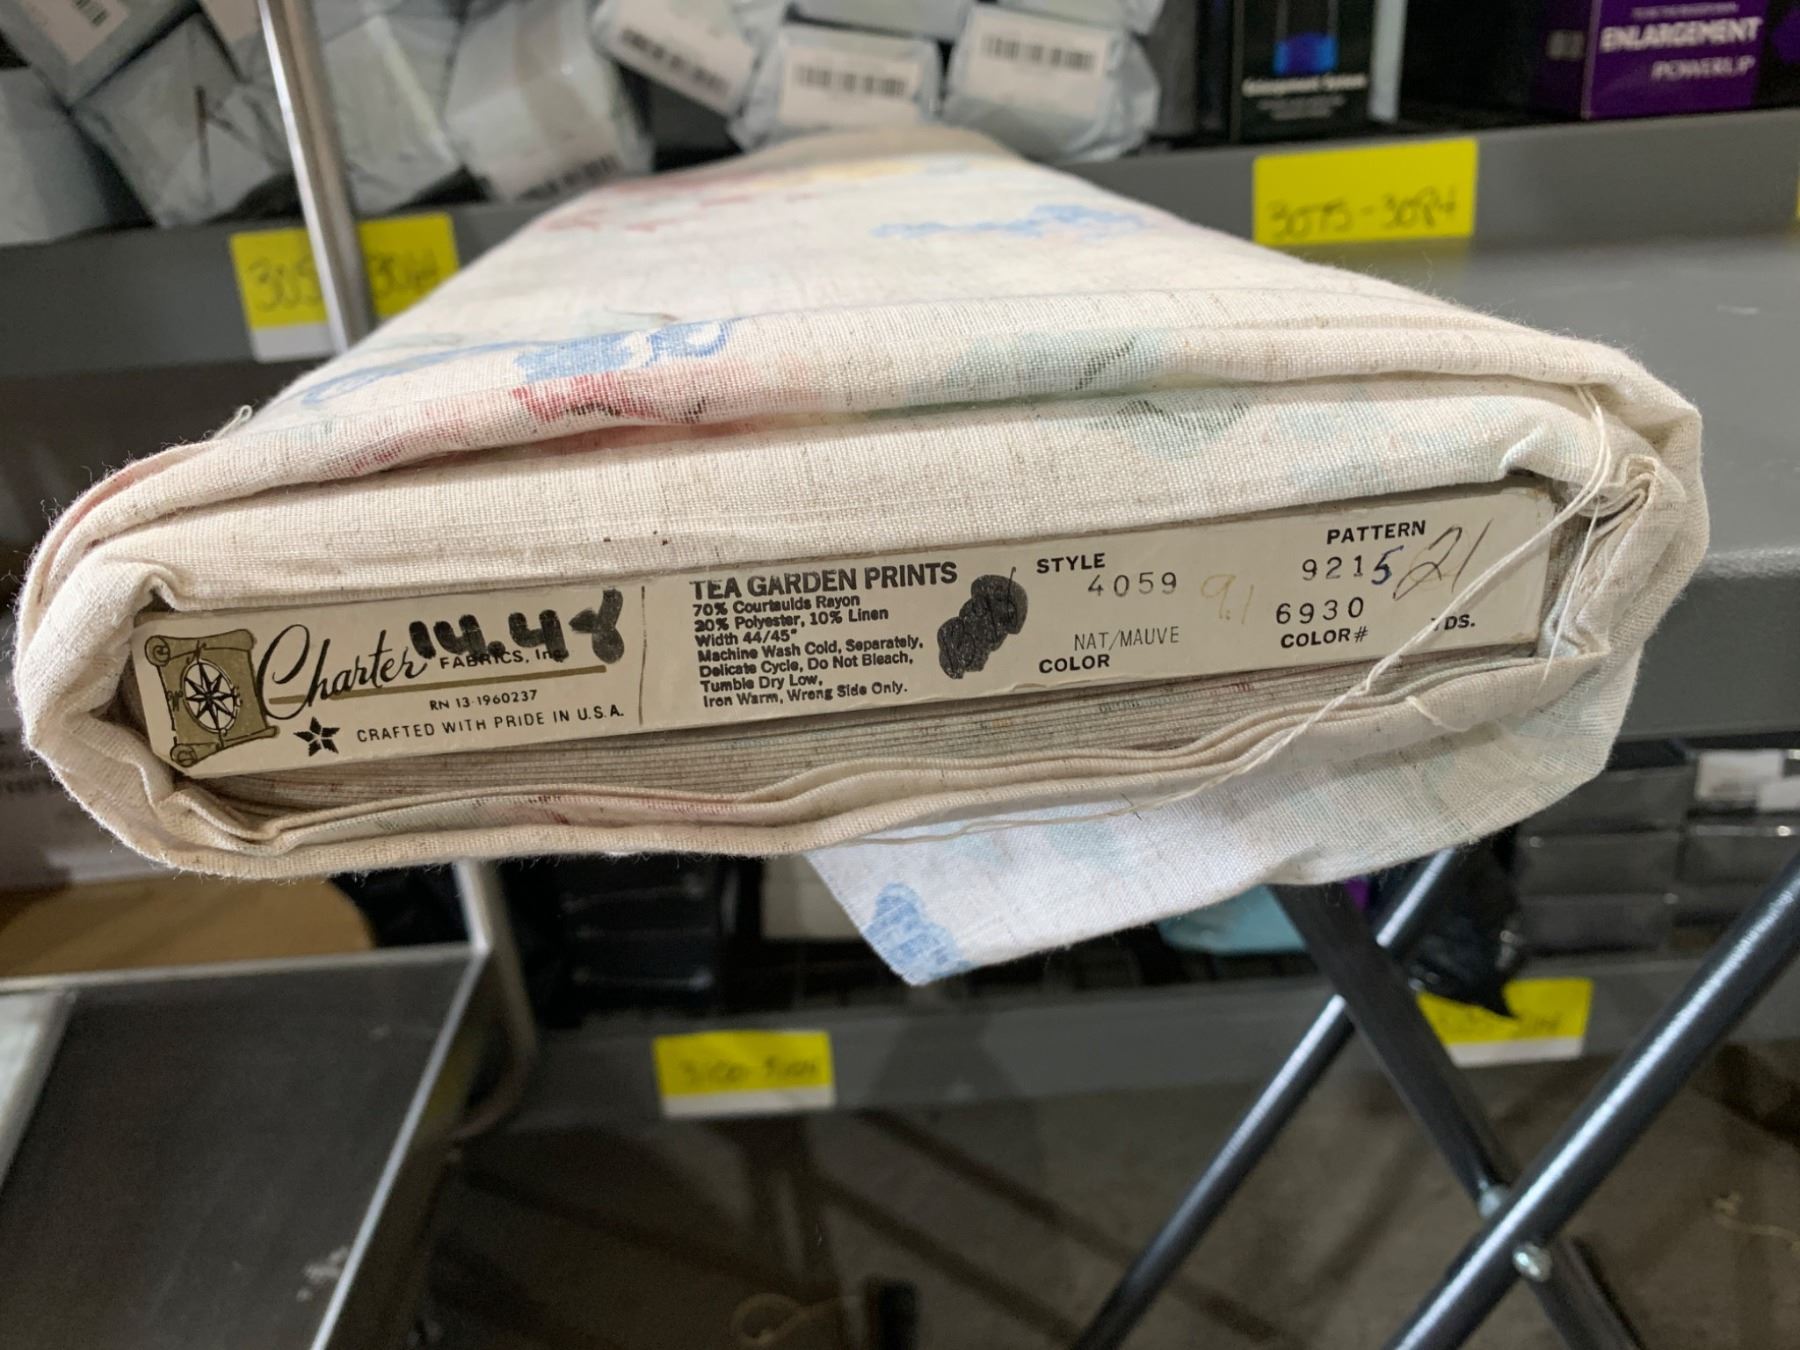 ENLARGEMENT
POWERUP
3075-3084
Charter 14.48
FABRICS, Inc.
RN 13-1960237
CRAFTED WITH PRIDE IN U.S.A.
TEA GARDEN PRINTS
70% Courtaulds Rayon
20% Polyester, 10% Linen
Width 44/45"
Machine Wash Cold, Separately,
Delicate Cycle, Do Not Bleach,
Tumble Dry Low,
Iron Warm, Wrong Side Only.
STYLE
4059
9.1
NAT/MAUVE
COLOR
PATTERN
9215 21
6930
COLOR#
YDS.